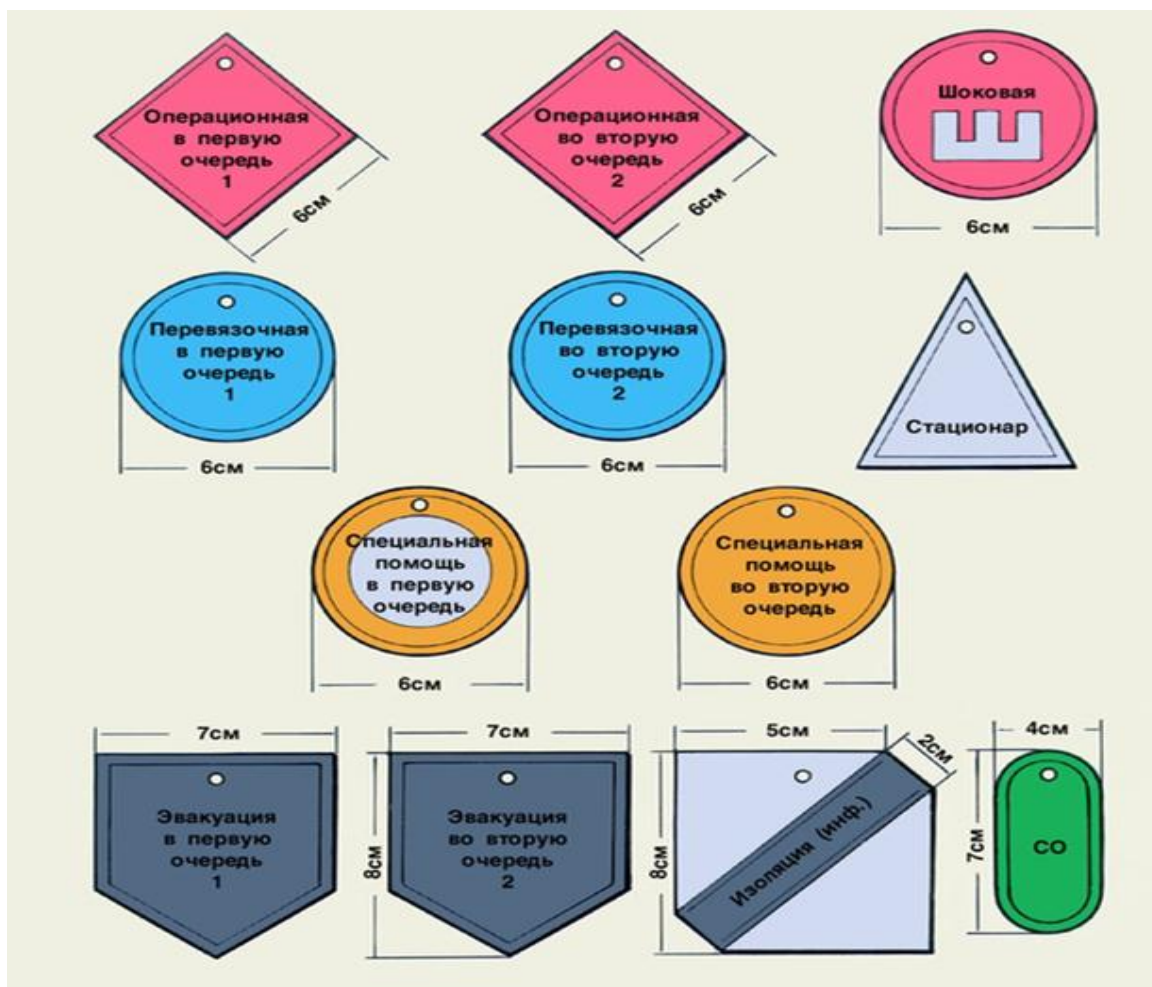 Операционная
в первую
очередь
1
6см
Операционная
во вторую
очередь
2
6см
Шоковая
Ш
6см
Перевязочная
в первую
очередь
1
6см
Перевязочная
во вторую
очередь
2
6см
Стационар
Специальная
помощь
в первую
очередь
6см
Специальная
помощь
во вторую
очередь
6см
7см
Эвакуация
в первую
очередь
1
7см
8см
Эвакуация
во вторую
очередь
2
5см
2см
8см
Изоляция (инф.)
4см
7см
СО